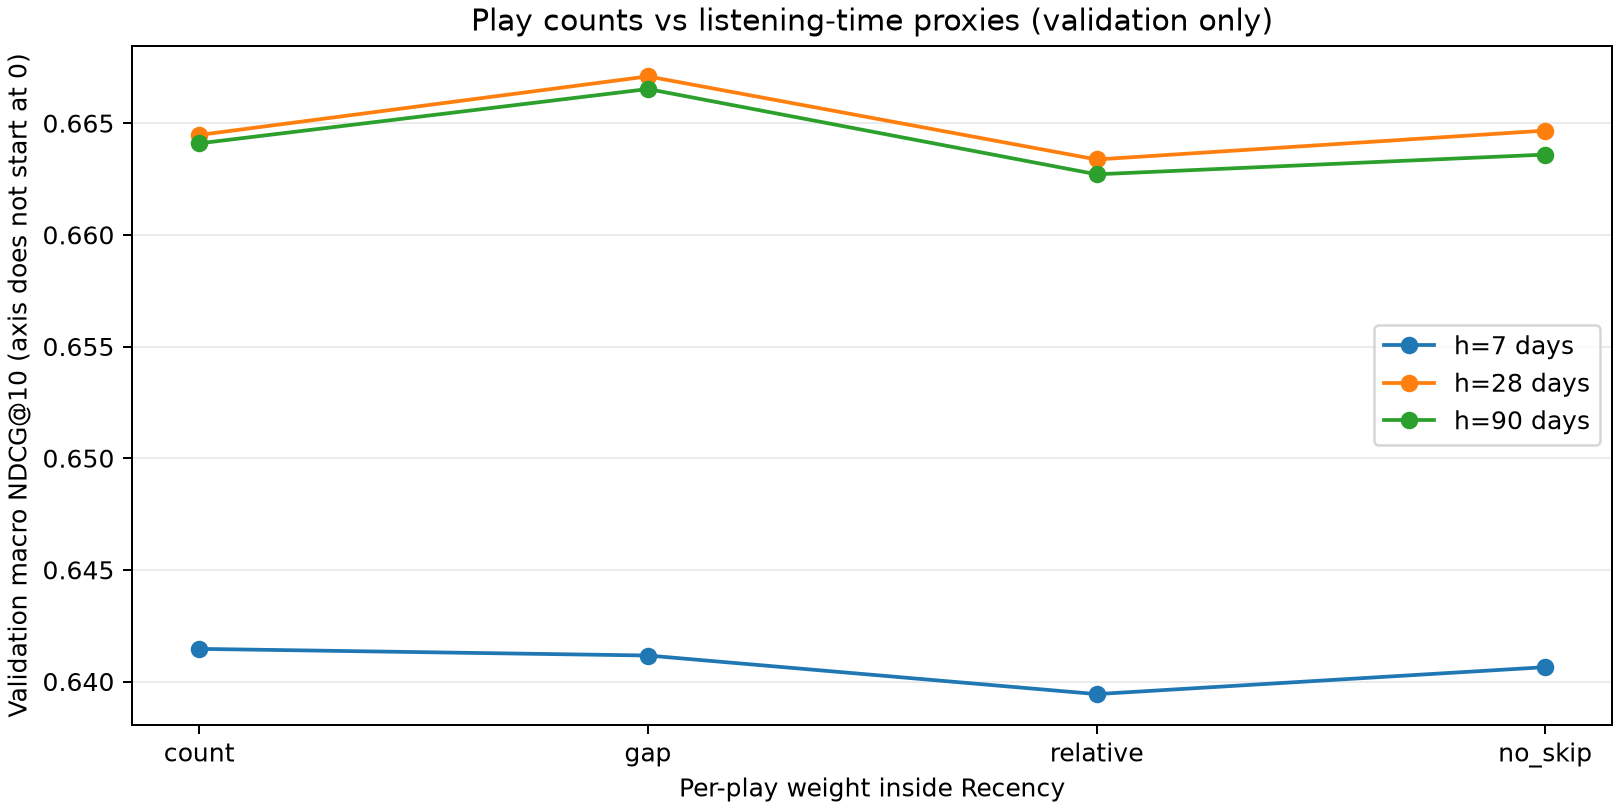 Play counts vs listening-time proxies (validation only)
Validation macro NDCG@10 (axis does not start at 0)
0.665
0.660
0.655
0.650
0.645
0.640
h=7 days
h=28 days
h=90 days
count gap relative no_skip
Per-play weight inside Recency